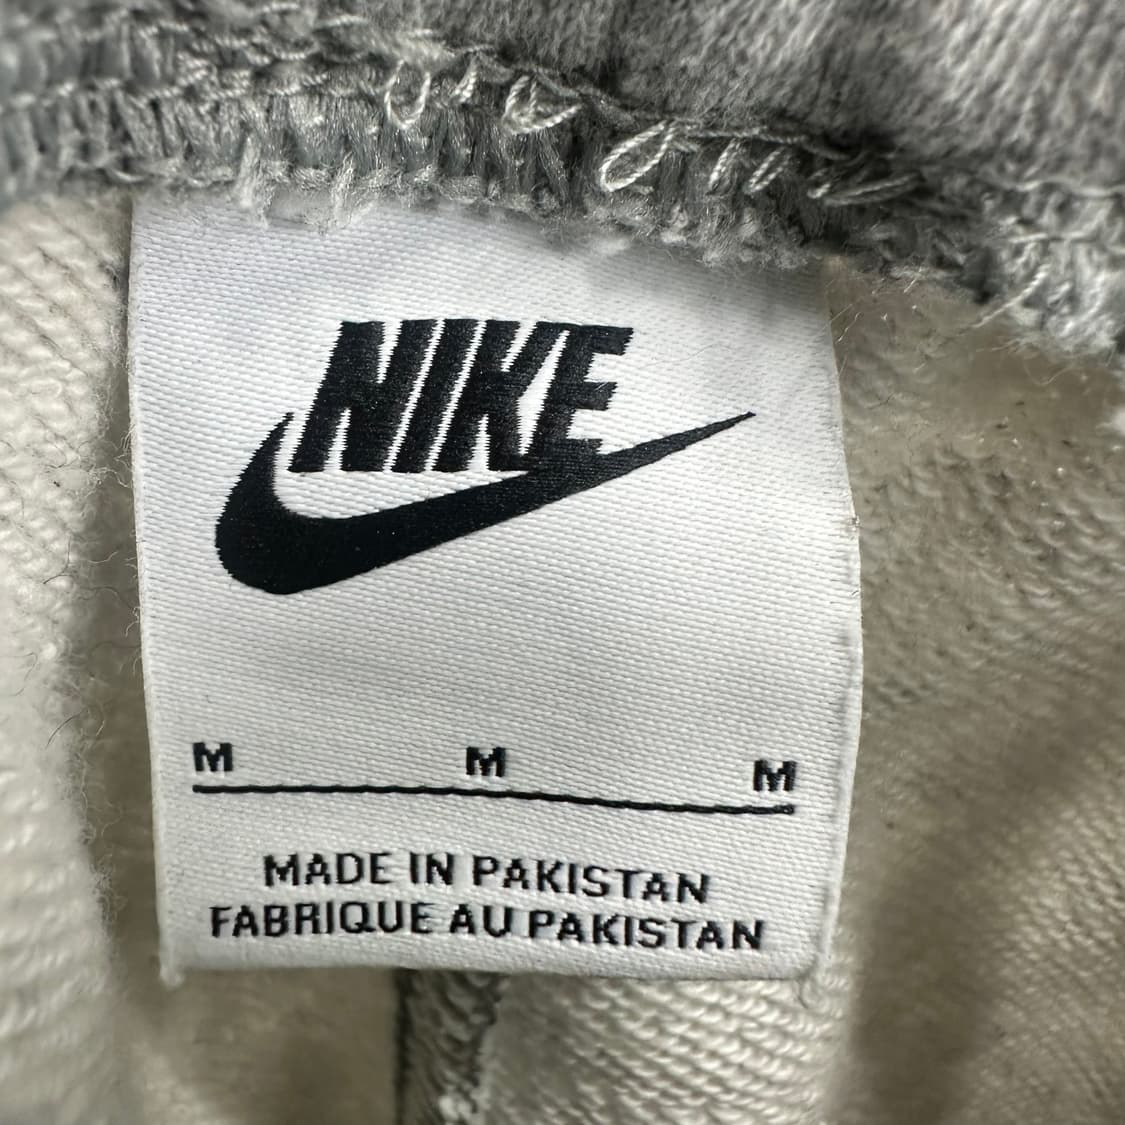 NIKE
M M M
MADE IN PAKISTAN
FABRIQUE AU PAKISTAN